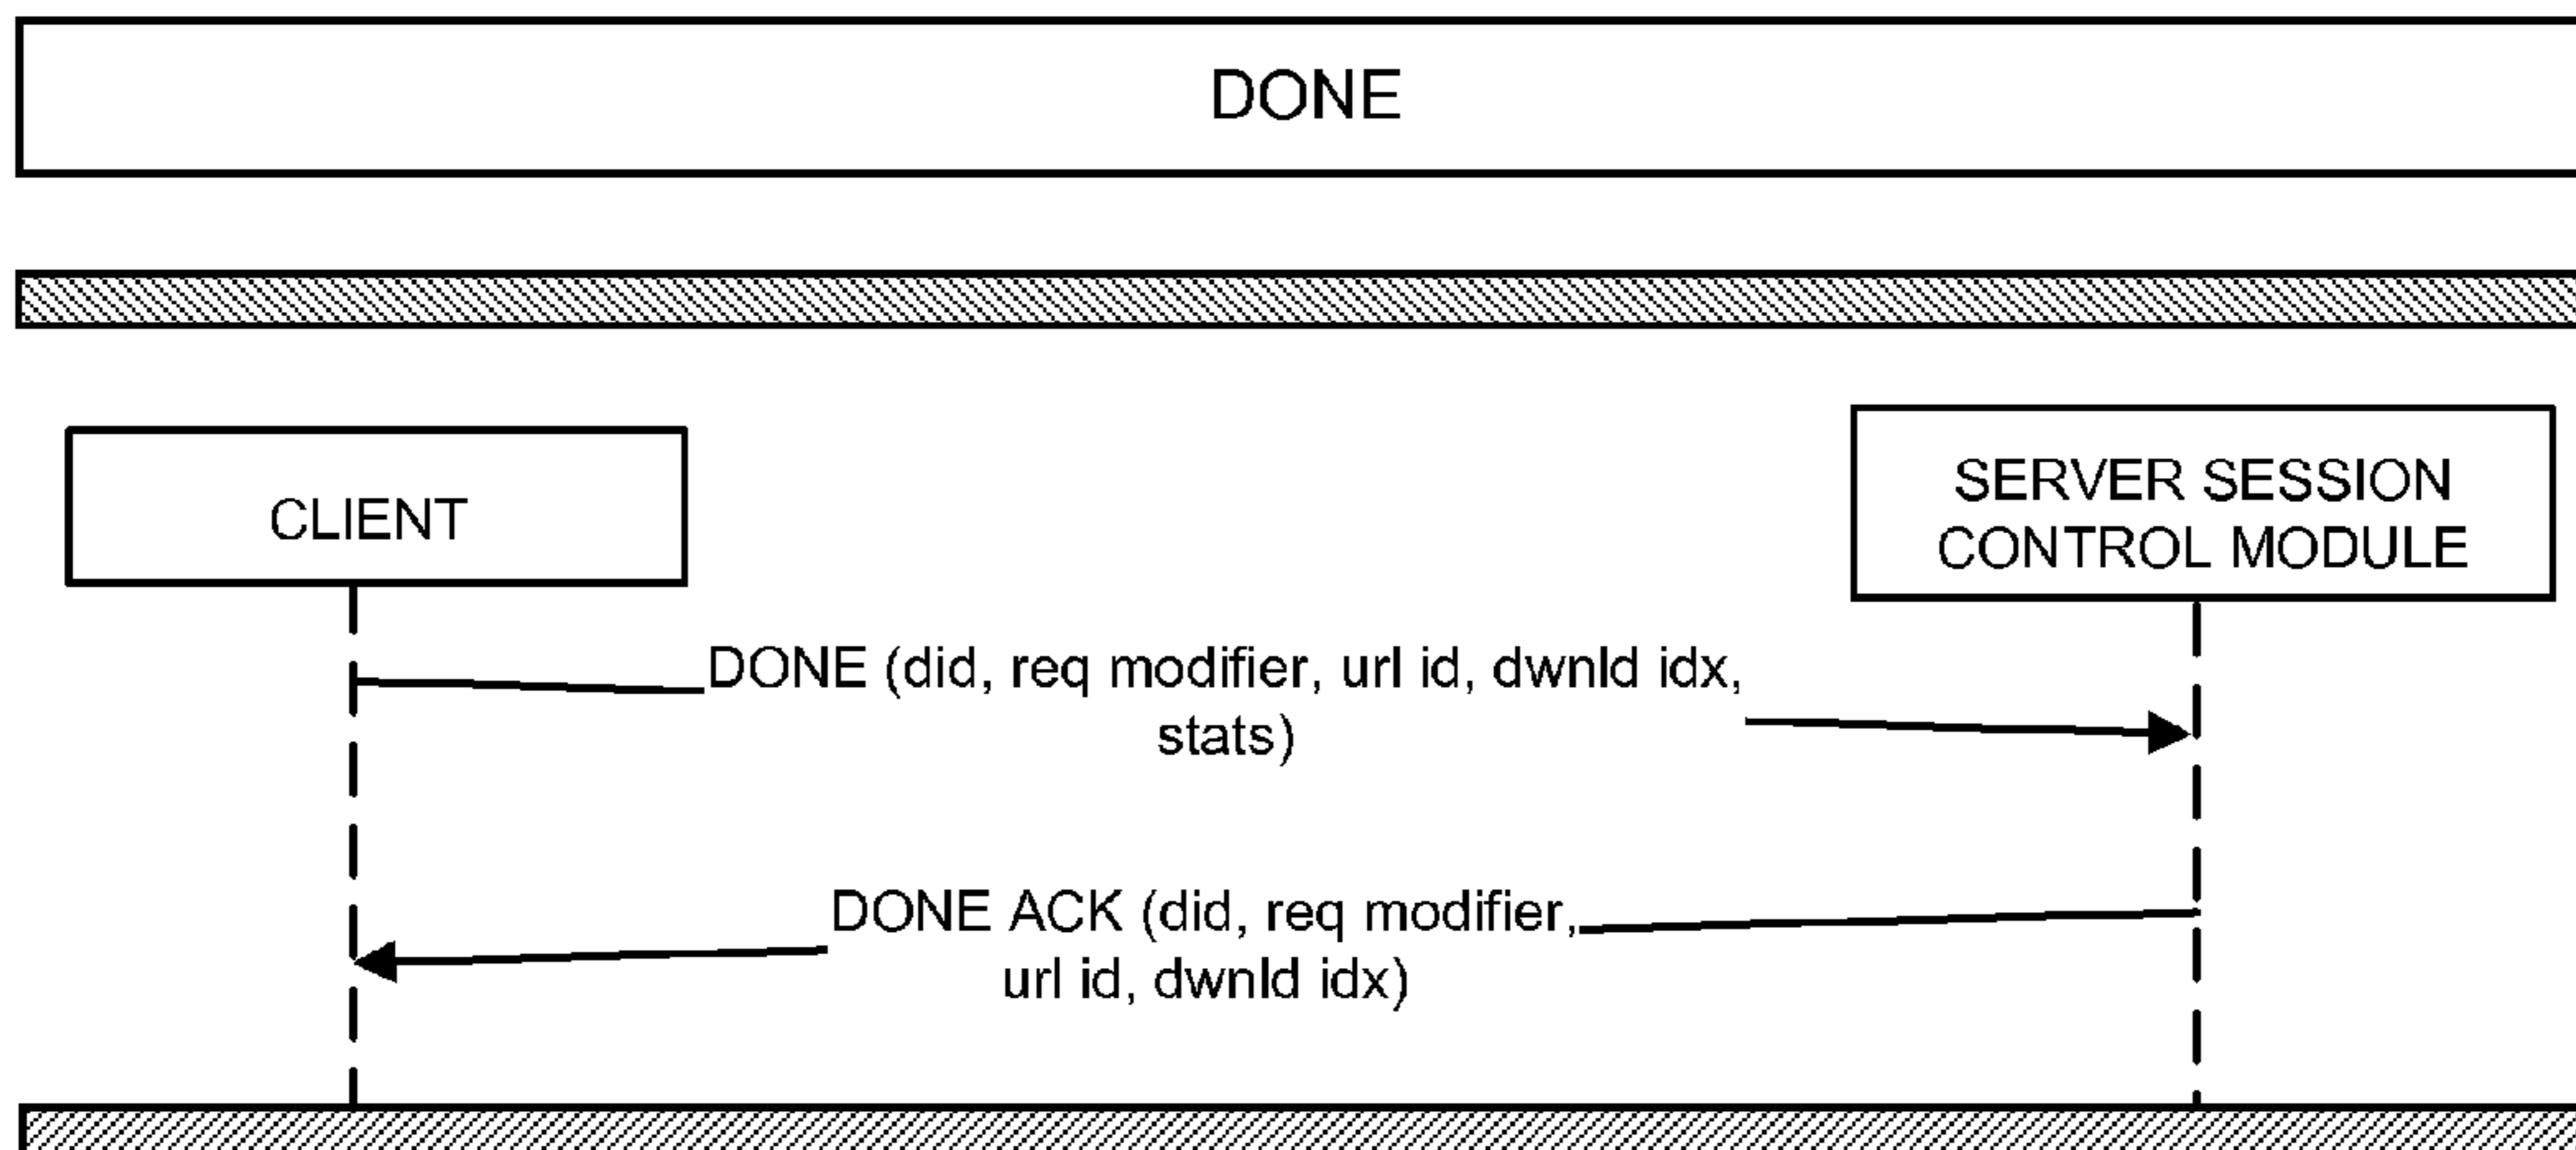 DONE
CLIENT
SERVER SESSION
CONTROL MODULE
DONE (did, req modifier, url id, dwnld idx,
stats)
DONE ACK (did, req modifier,
url id, dwnld idx)